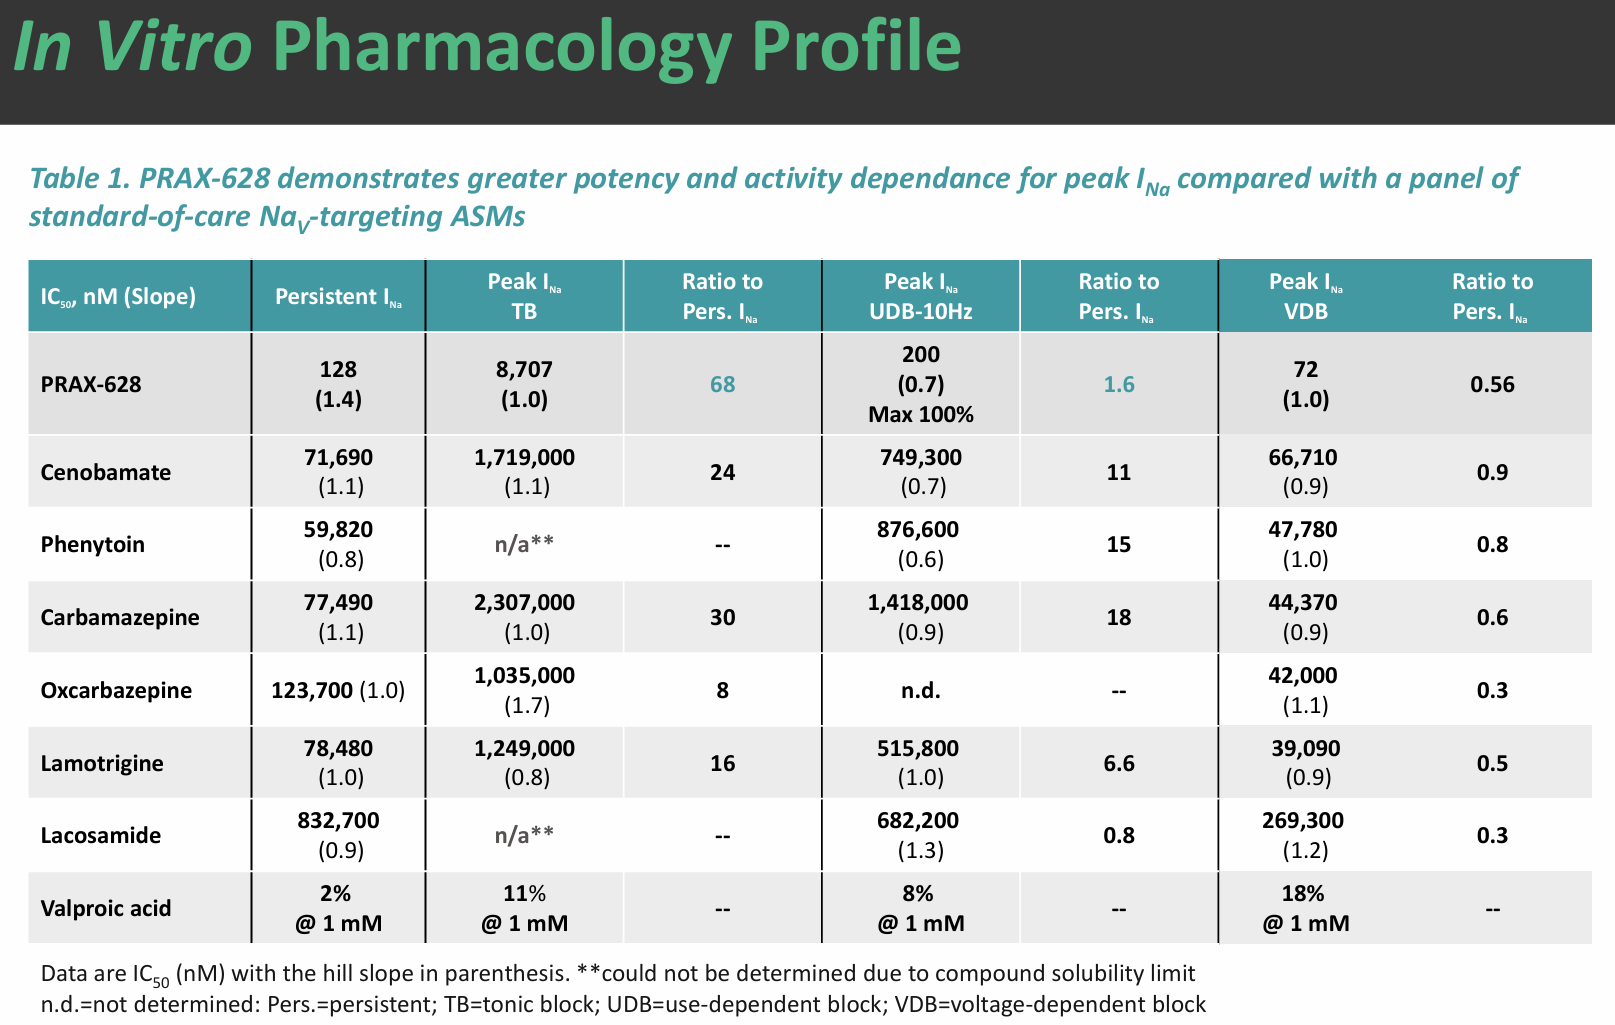 In Vitro Pharmacology Profile
Table 1. PRAX-628 demonstrates greater potency and activity dependance for peak INa compared with a panel of
standard-of-care NaV-targeting ASMs
IC50, nM (Slope) Persistent INa Peak INa TB Ratio to Pers. INa Peak INa UDB-10Hz Ratio to Pers. INa Peak INa VDB Ratio to Pers. INa
PRAX-628 128 (1.4) 8,707 (1.0) 68 200 (0.7) Max 100% 1.6 72 (1.0) 0.56
Cenobamate 71,690 (1.1) 1,719,000 (1.1) 24 749,300 (0.7) 11 66,710 (0.9) 0.9
Phenytoin 59,820 (0.8) n/a** -- 876,600 (0.6) 15 47,780 (1.0) 0.8
Carbamazepine 77,490 (1.1) 2,307,000 (1.0) 30 1,418,000 (0.9) 18 44,370 (0.9) 0.6
Oxcarbazepine 123,700 (1.0) 1,035,000 (1.7) 8 n.d. -- 42,000 (1.1) 0.3
Lamotrigine 78,480 (1.0) 1,249,000 (0.8) 16 515,800 (1.0) 6.6 39,090 (0.9) 0.5
Lacosamide 832,700 (0.9) n/a** -- 682,200 (1.3) 0.8 269,300 (1.2) 0.3
Valproic acid 2% @ 1 mM 11% @ 1 mM -- 8% @ 1 mM -- 18% @ 1 mM --
Data are IC50 (nM) with the hill slope in parenthesis. **could not be determined due to compound solubility limit
n.d.=not determined: Pers.=persistent; TB=tonic block; UDB=use-dependent block; VDB=voltage-dependent block